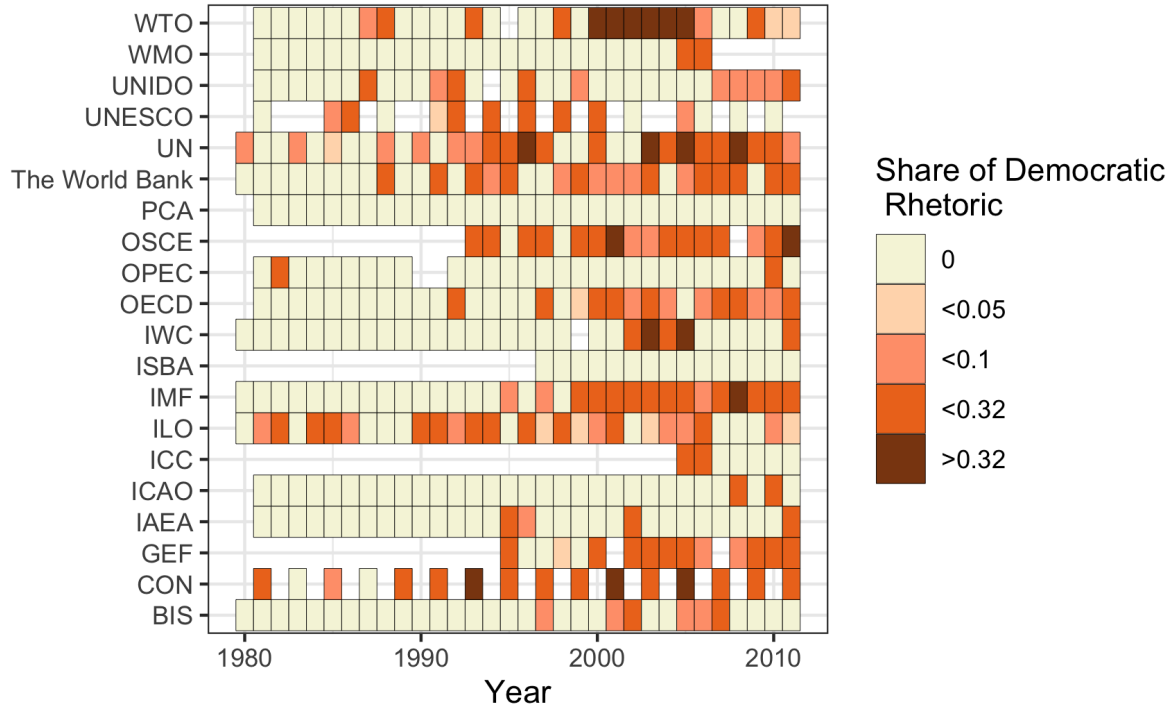 WTO
WMO
UNIDO
UNESCO
UN
The World Bank
PCA
OSCE
OPEC
OECD
IWC
ISBA
IMF
ILO
ICC
ICAO
IAEA
GEF
CON
BIS
1980 1990 2000 2010
Year
Share of Democratic
Rhetoric
0
<0.05
<0.1
<0.32
>0.32